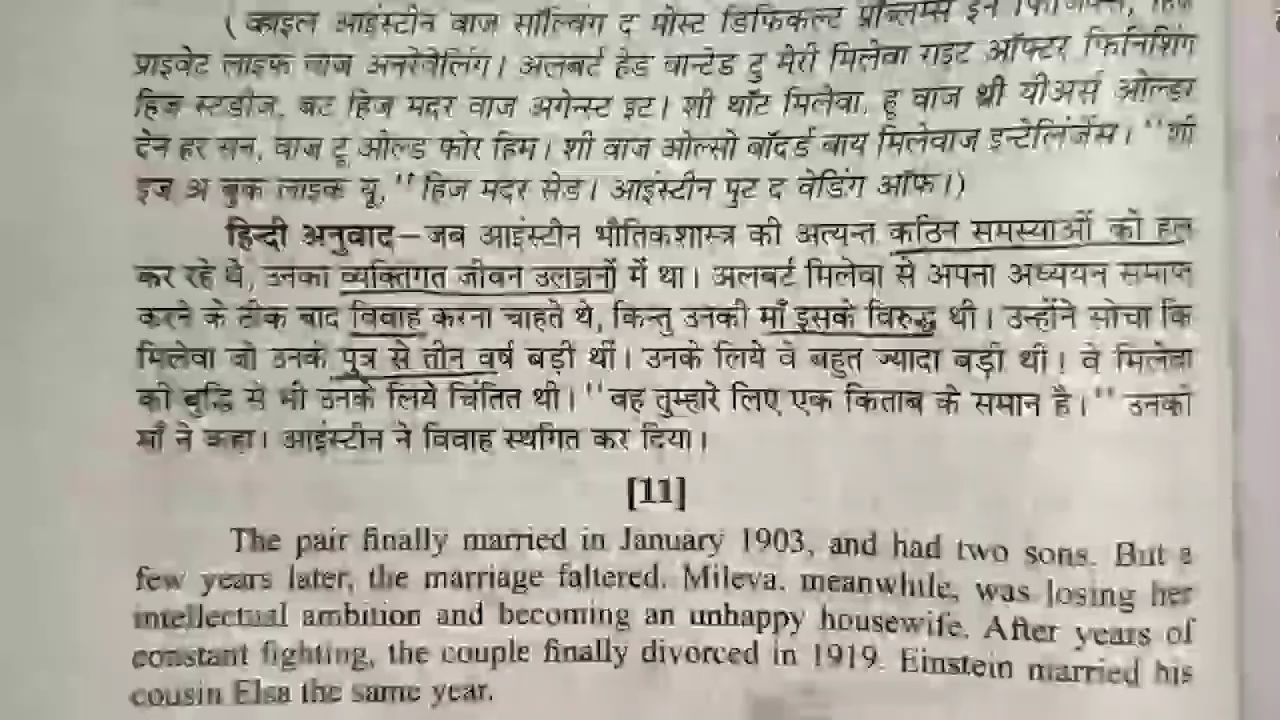 ( व्हाइल आइंस्टीन वाज सॉल्विंग द मोस्ट डिफिकल्ट प्रॉब्लम्स इन फिजिक्स, हिज
प्राइवेट लाइफ वाज अनरेवेलिंग। अलबर्ट हेड वान्टेड टु मेरी मिलेवा राइट ऑफ्टर फिनिशिंग
हिज स्टडीज, बट हिज मदर वाज अगेन्स्ट इट। शी थॉट मिलेवा, हू वाज थ्री यीअर्स ओल्डर
देन हर सन, वाज टू ओल्ड फोर हिम। शी वाज ओल्सो बॉदर्ड बाय मिलेवाज इन्टेलिजेंस। "शी
इज अ बुक लाइक यू," हिज मदर सेड। आइंस्टीन पुट द वेडिंग ऑफ।)
हिन्दी अनुवाद–जब आइंस्टीन भौतिकशास्त्र की अत्यन्त कठिन समस्याओं को हल
कर रहे थे, उनका व्यक्तिगत जीवन उलझनों में था। अलबर्ट मिलेवा से अपना अध्ययन समाप्त
करने के ठीक बाद विवाह करना चाहते थे, किन्तु उनकी माँ इसके विरुद्ध थी। उन्होंने सोचा कि
मिलेवा जो उनके पुत्र से तीन वर्ष बड़ी थीं। उनके लिये वे बहुत ज्यादा बड़ी थी। वे मिलेवा
की बुद्धि से भी उनके लिये चिंतित थी। "वह तुम्हारे लिए एक किताब के समान है।" उनकी
माँ ने कहा। आइंस्टीन ने विवाह स्थगित कर दिया।
[11]
The pair finally married in January 1903, and had two sons. But a
few years later, the marriage faltered. Mileva, meanwhile, was losing her
intellectual ambition and becoming an unhappy housewife. After years of
constant fighting, the couple finally divorced in 1919. Einstein married his
cousin Elsa the same year.